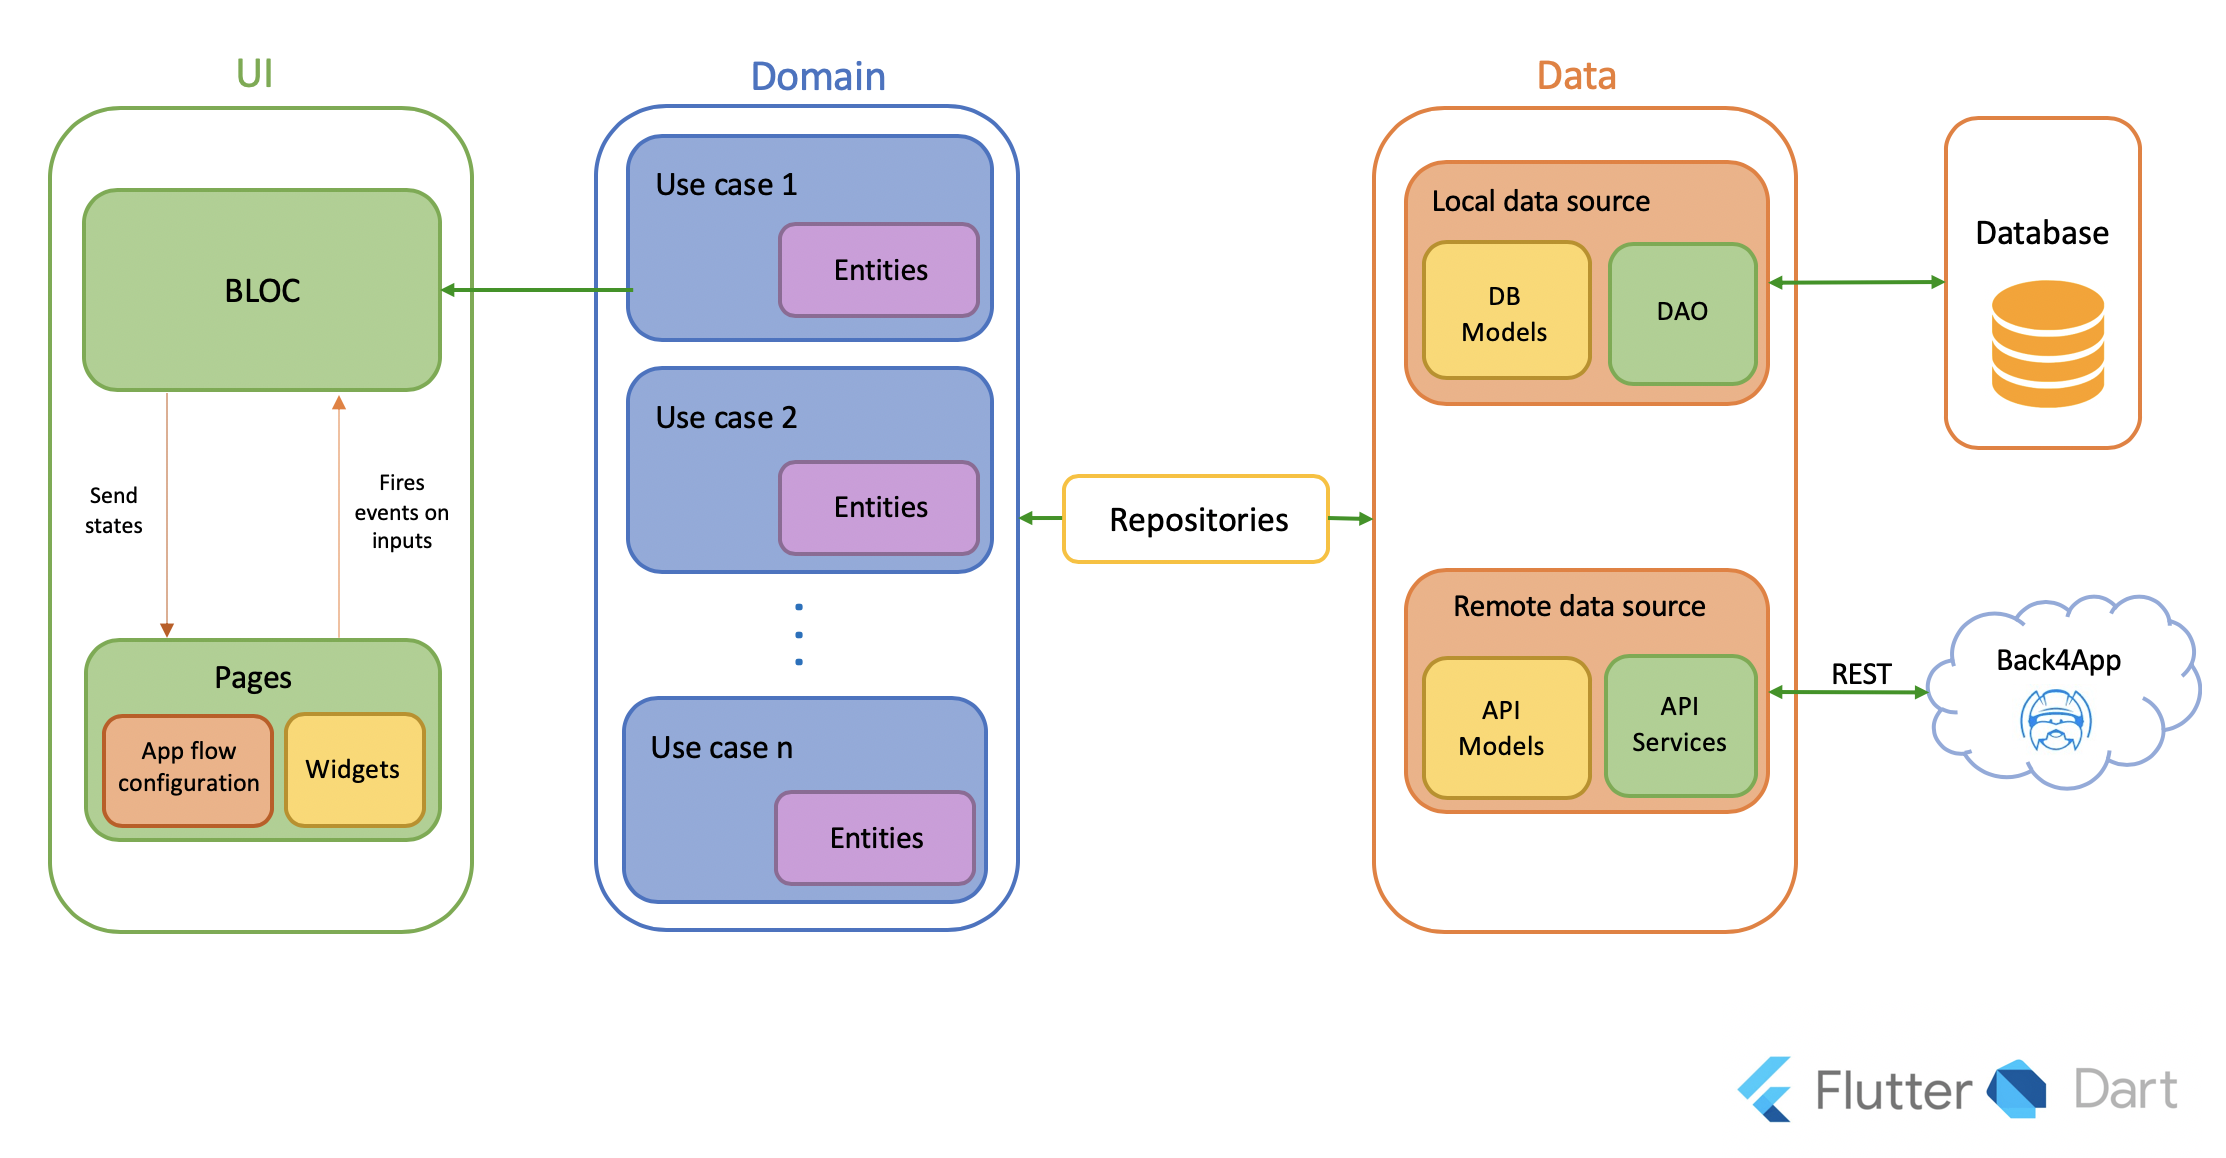 UI
BLOC
Send
states
Fires
events on
inputs
Pages
App flow
configuration
Widgets
Domain
Use case 1
Entities
Use case 2
Entities
Use case n
Entities
Repositories
Data
Local data source
DB
Models
DAO
Remote data source
API
Models
API
Services
Database
REST
Back4App
Flutter
Dart